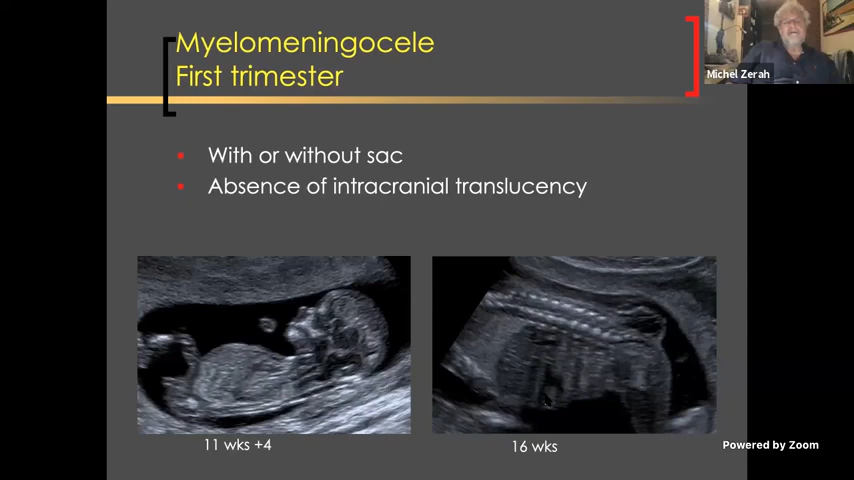 Myelomeningocele
First trimester
Michel Zerah
With or without sac
Absence of intracranial translucency
11 wks +4
16 wks
Powered by Zoom